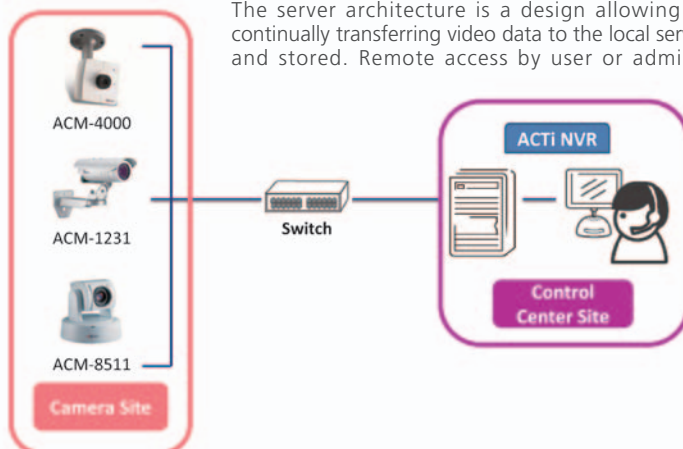 The server architecture is a design allowing
continually transferring video data to the local ser
and stored. Remote access by user or admi
ACM-4000
ACM-1231
ACM-8511
Camera Site
Switch
ACTi NVR
Control
Center Site